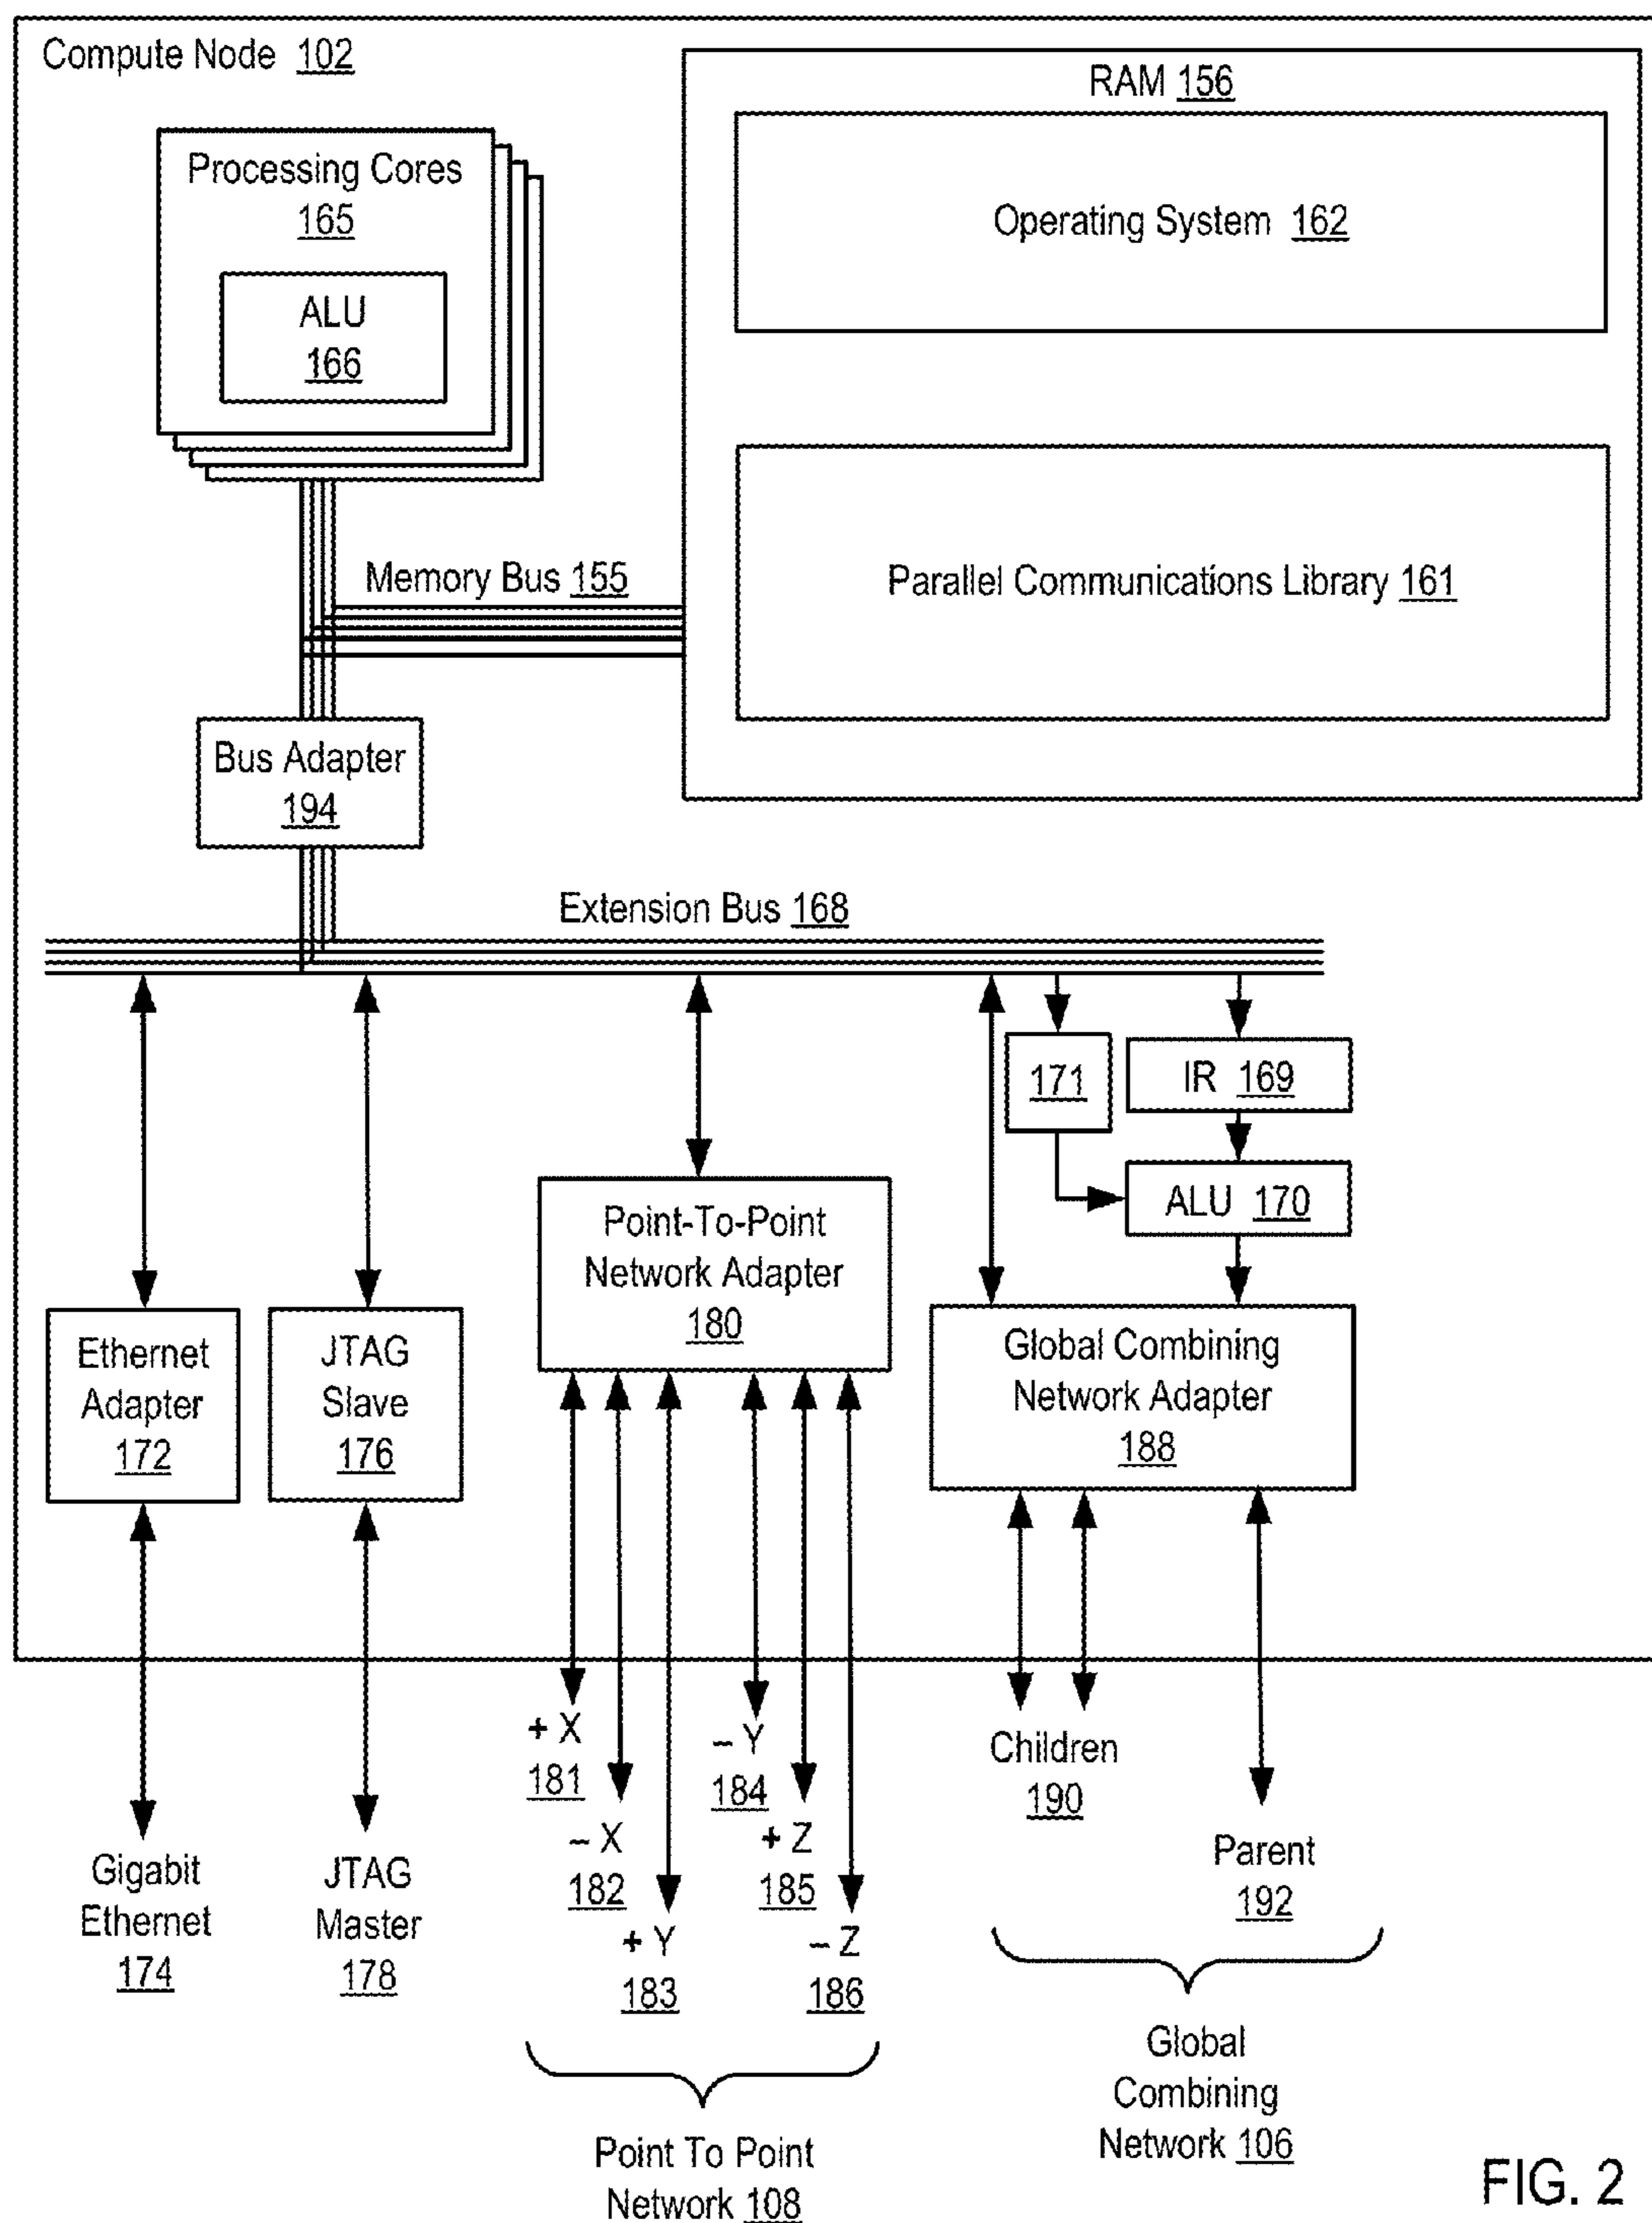 Compute Node 102
RAM 156
Processing Cores
165
ALU
166
Operating System 162
Parallel Communications Library 161
Memory Bus 155
Bus Adapter
194
Extension Bus 168
171
IR 169
ALU 170
Point-To-Point
Network Adapter
180
Ethernet
Adapter
172
JTAG
Slave
176
Global Combining
Network Adapter
188
+ X
181
– X
182
+ Y
183
– Y
184
+ Z
185
– Z
186
Children
190
Parent
192
Gigabit
Ethernet
174
JTAG
Master
178
Point To Point
Network 108
Global
Combining
Network 106
FIG. 2